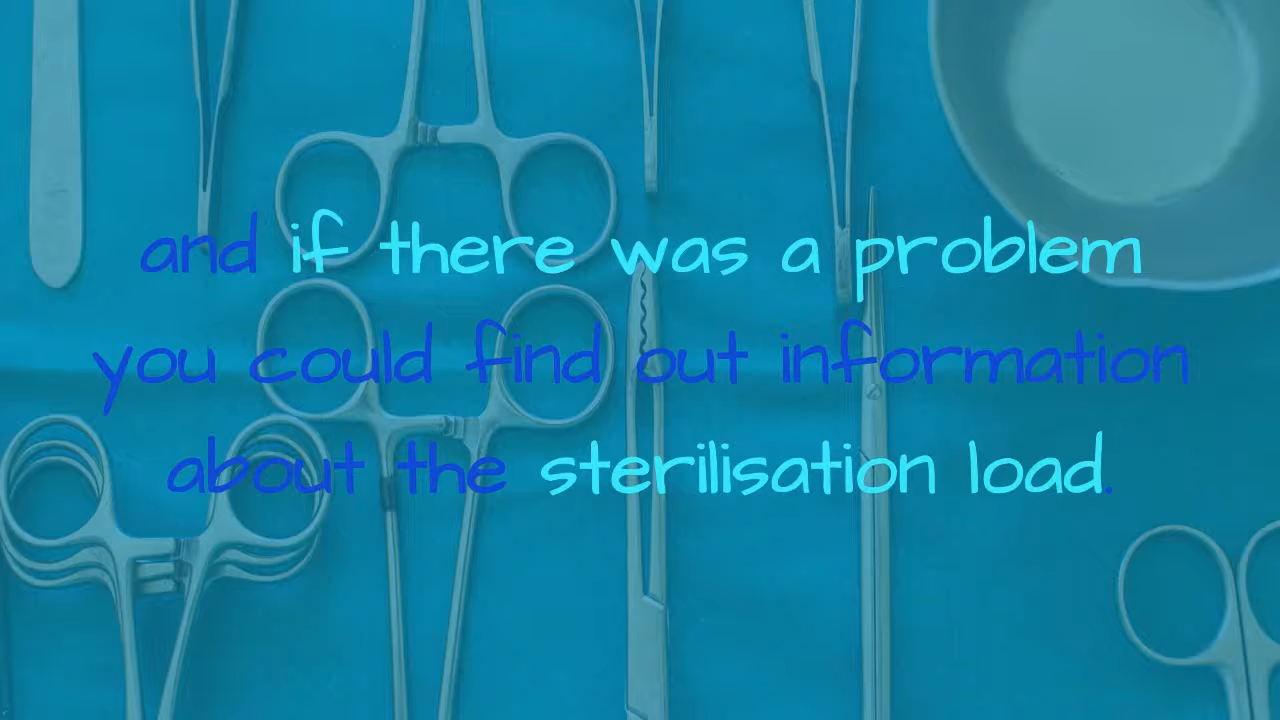 and if there was a problem
you could find out information
about the sterilisation load.